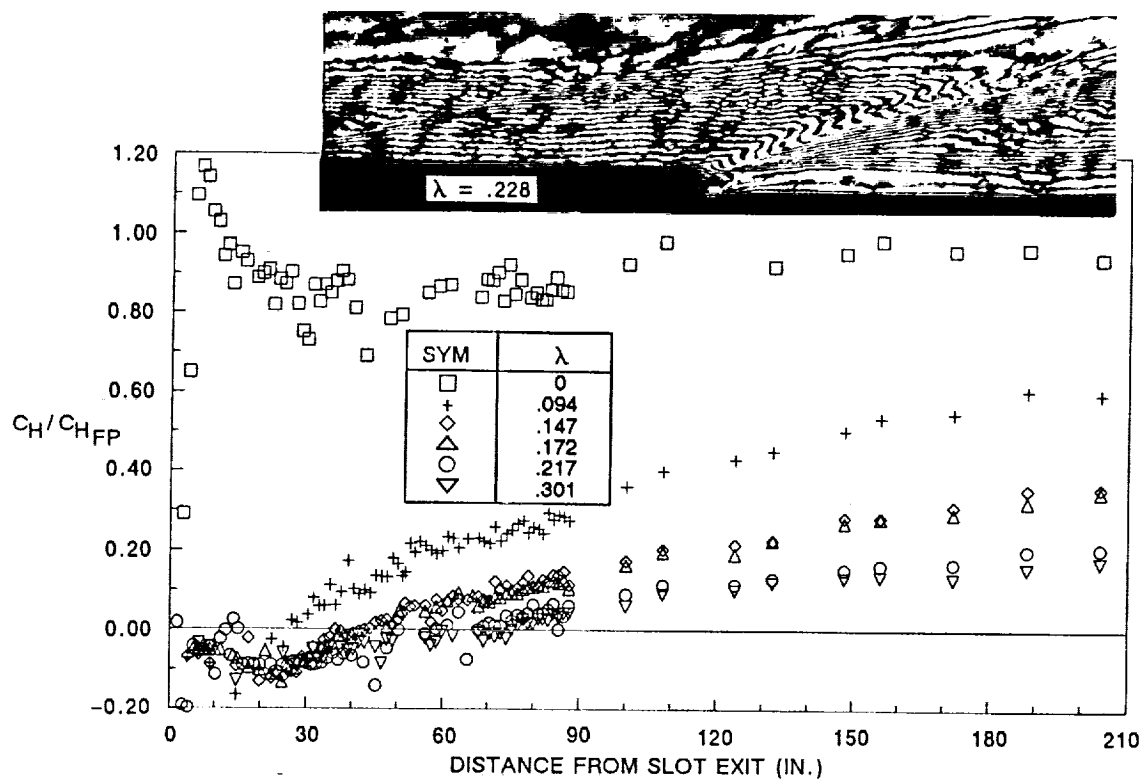 λ = .228
1.20
1.00
0.80
0.60
0.40
0.20
0.00
−0.20
C_H / C_H_FP
SYM λ
□ 0
+ .094
◇ .147
△ .172
○ .217
▽ .301
0 30 60 90 120 150 180 210
DISTANCE FROM SLOT EXIT (IN.)